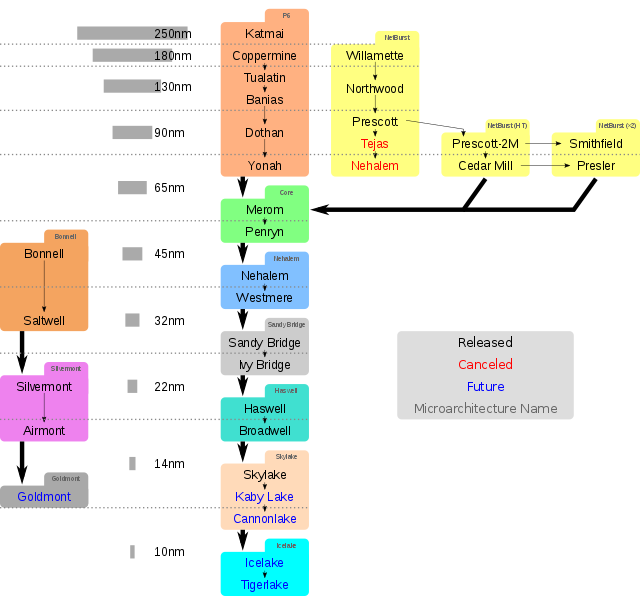 P6
250nm
Katmai
NetBurst
180nm
Coppermine
Willamette
Tualatin
130nm
Northwood
Banias
Prescott
NetBurst (HT)
NetBurst (×2)
90nm
Dothan
Tejas
Prescott-2M
Smithfield
Yonah
Nehalem
Cedar Mill
Presler
65nm
Core
Merom
Penryn
Bonnell
Bonnell
45nm
Nehalem
Nehalem
Westmere
Saltwell
32nm
Sandy Bridge
Sandy Bridge
Ivy Bridge
Released
Canceled
Future
Microarchitecture Name
Silvermont
Silvermont
22nm
Haswell
Haswell
Airmont
Broadwell
Skylake
14nm
Skylake
Goldmont
Goldmont
Kaby Lake
Cannonlake
Icelake
10nm
Icelake
Tigerlake